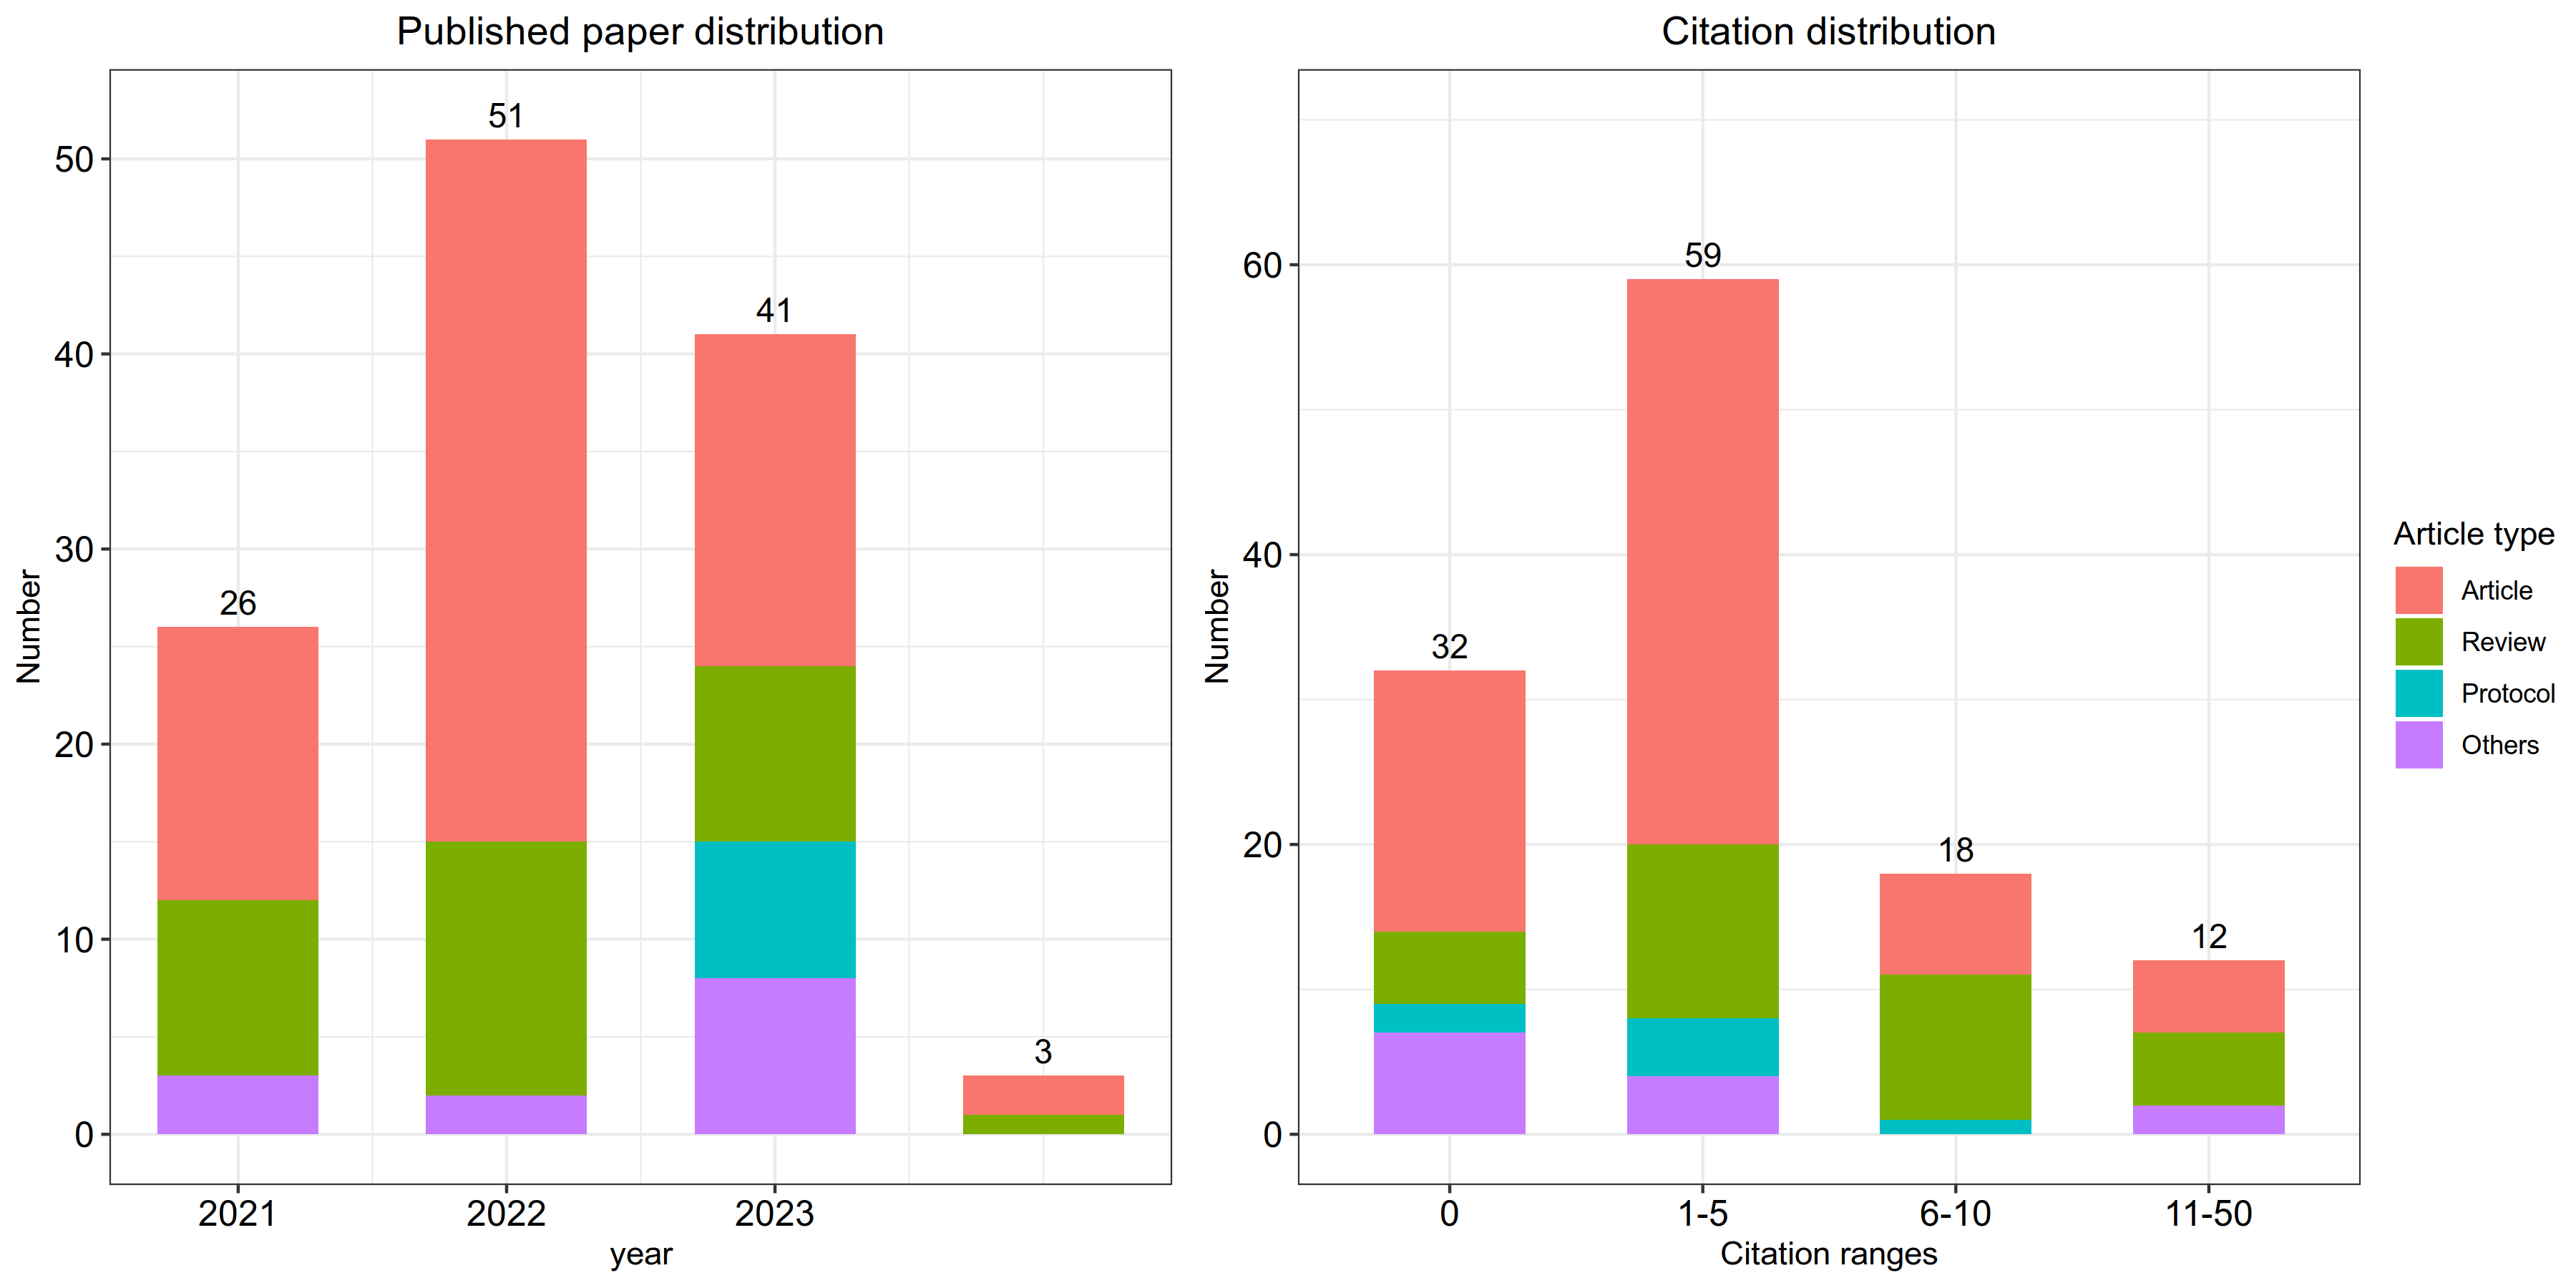 Published paper distribution
51
50
41
40
30
26
20
10
3
0
Number
2021 2022 2023
year
Citation distribution
60
59
40
32
20
18
12
0
Number
0 1-5 6-10 11-50
Citation ranges
Article type
Article
Review
Protocol
Others